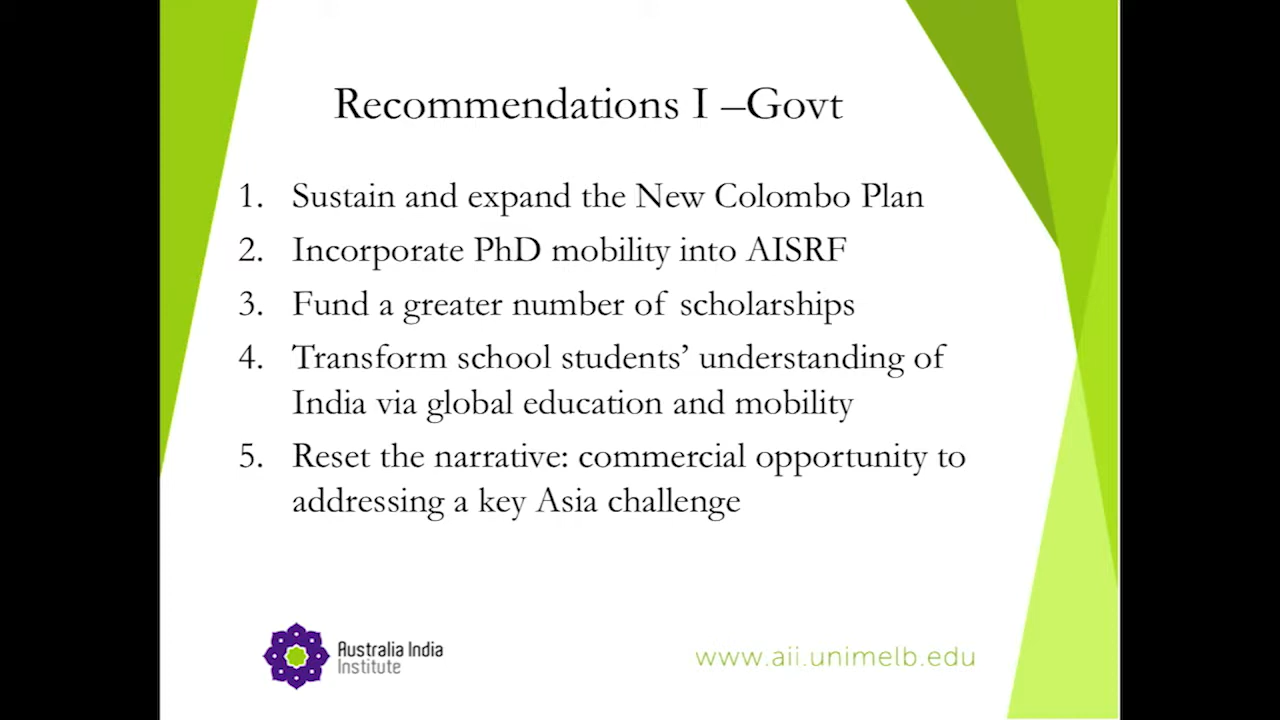 Recommendations I –Govt
1. Sustain and expand the New Colombo Plan
2. Incorporate PhD mobility into AISRF
3. Fund a greater number of scholarships
4. Transform school students’ understanding of
India via global education and mobility
5. Reset the narrative: commercial opportunity to
addressing a key Asia challenge
Australia India
Institute
www.aii.unimelb.edu